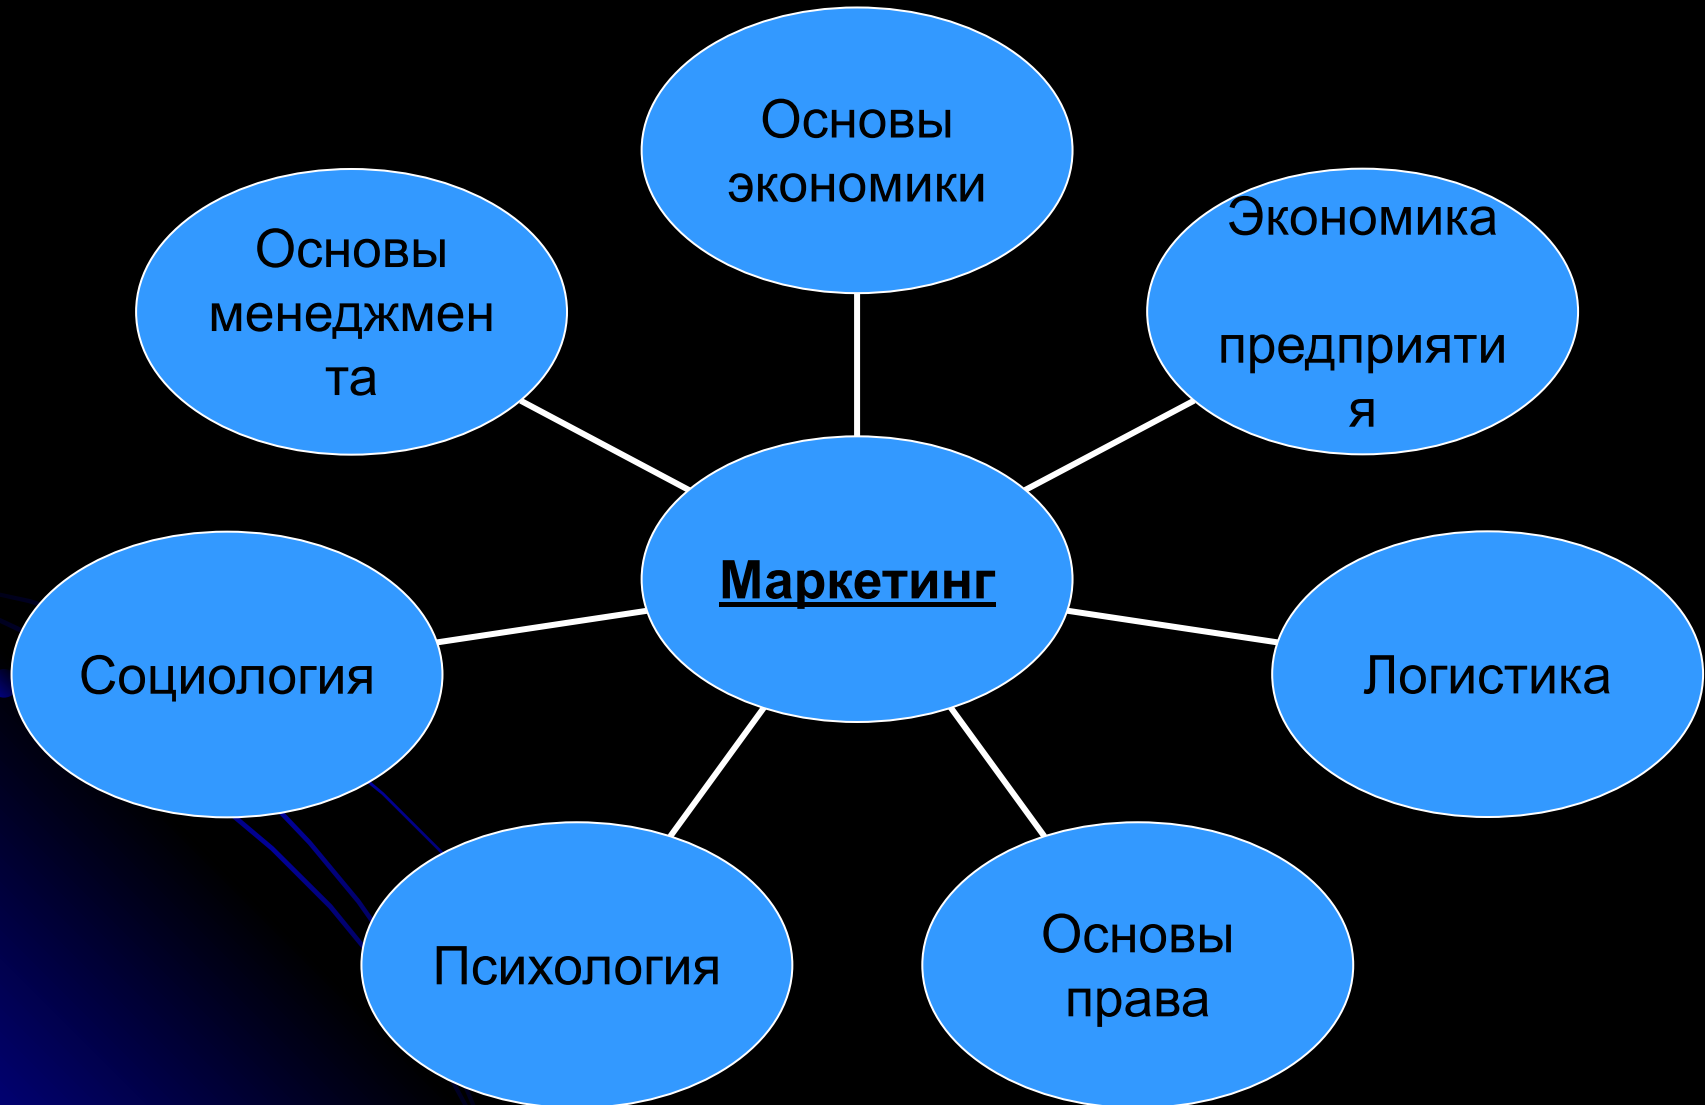 Основы
экономики
Экономика
предприяти
я
Логистика
Основы
права
Психология
Социология
Основы
менеджмен
та
Маркетинг